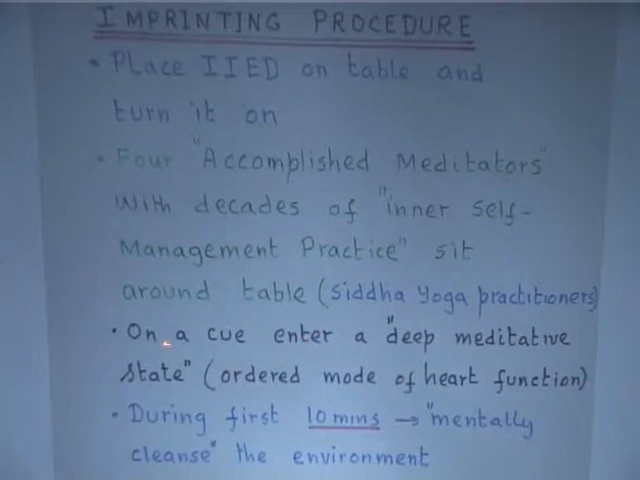 IMPRINTING PROCEDURE
• Place IIED on table and
turn it on
• Four "Accomplished Meditators"
with decades of "inner self-
Management Practice" sit
around table (Siddha Yoga practitioners)
• On a cue enter a "deep meditative
state" (ordered mode of heart function)
• During first 10 mins → "mentally
cleanse" the environment